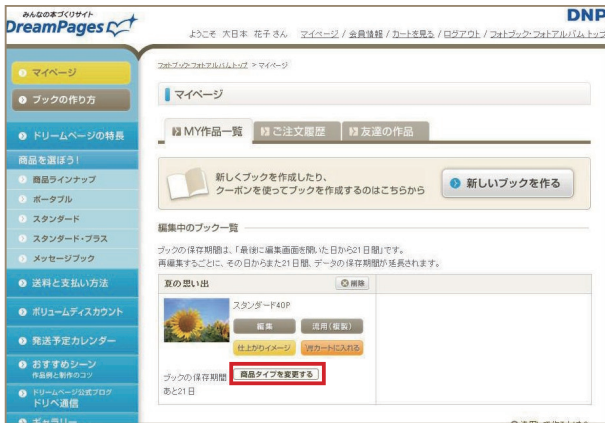 みんなの本づくりサイト
DreamPages
DNP
ようこそ 大日本 花子さん マイページ / 会員情報 / カートを見る / ログアウト / フォトブック・フォトアルバムトップ
マイページ
ブックの作り方
ドリームページの特長
商品を選ぼう!
商品ラインナップ
ポータブル
スタンダード
スタンダード・プラス
メッセージブック
送料と支払い方法
ボリュームディスカウント
発送予定カレンダー
おすすめシーン
作品例と制作のコツ
ドリームページ公式ブログ
ドリペ通信
ギャラリー
フォトブック・フォトアルバムトップ > マイページ
マイページ
MY作品一覧
ご注文履歴
友達の作品
新しくブックを作成したり、
クーポンを使ってブックを作成するのはこちらから
新しいブックを作る
編集中のブック一覧
ブックの保存期間は、「最後に編集画面を開いた日から21日間」です。
再編集するごとに、その日からまた21日間、データの保存期間が延長されます。
夏の思い出
削除
スタンダード40P
編集
流用(複製)
仕上がりイメージ
カートに入れる
ブックの保存期間
商品タイプを変更する
あと21日